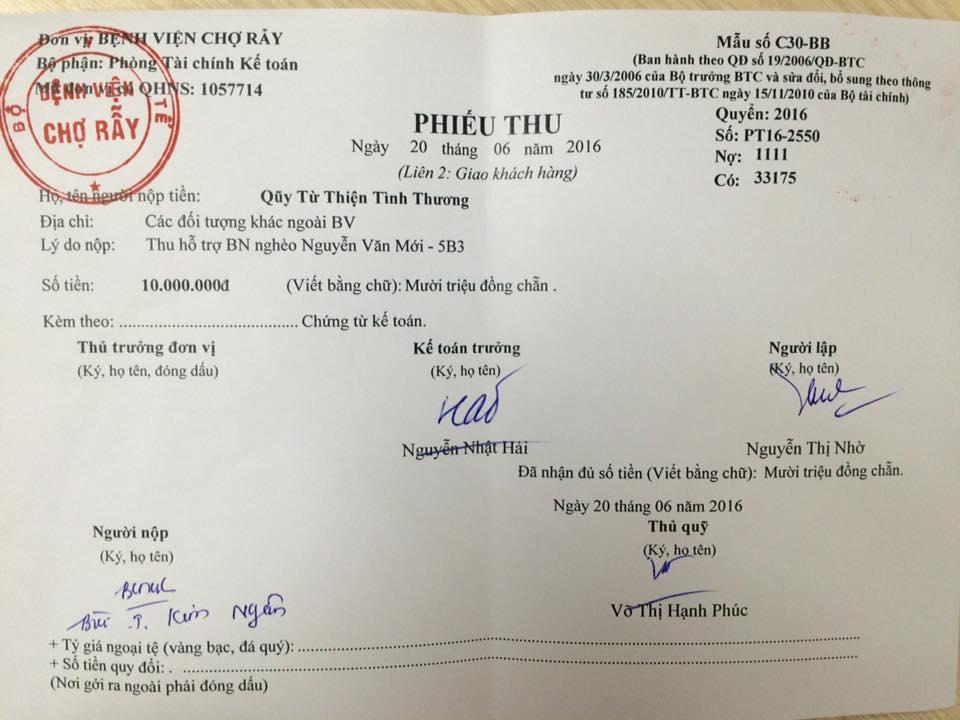 Đơn vị: BỆNH VIỆN CHỢ RẪY
Bộ phận: Phòng Tài chính Kế toán
Mã đơn vị có QHNS: 1057714
BỘ Y TẾ
BỆNH VIỆN
CHỢ RẪY
Mẫu số C30-BB
(Ban hành theo QĐ số 19/2006/QĐ-BTC
ngày 30/3/2006 của Bộ trưởng BTC và sửa đổi, bổ sung theo thông
tư số 185/2010/TT-BTC ngày 15/11/2010 của Bộ tài chính)
Quyển: 2016
Số: PT16-2550
Nợ: 1111
Có: 33175
PHIẾU THU
Ngày 20 tháng 06 năm 2016
(Liên 2: Giao khách hàng)
Họ, tên người nộp tiền: Qũy Từ Thiện Tình Thương
Địa chỉ: Các đối tượng khác ngoài BV
Lý do nộp: Thu hỗ trợ BN nghèo Nguyễn Văn Mới - 5B3
Số tiền: 10.000.000đ (Viết bằng chữ): Mười triệu đồng chẵn .
Kèm theo: .................................. Chứng từ kế toán.
Thủ trưởng đơn vị Kế toán trưởng Người lập
(Ký, họ tên, đóng dấu) (Ký, họ tên) (Ký, họ tên)
Nguyễn Nhật Hải Nguyễn Thị Nhờ
Đã nhận đủ số tiền (Viết bằng chữ): Mười triệu đồng chẵn.
Ngày 20 tháng 06 năm 2016
Người nộp Thủ quỹ
(Ký, họ tên) (Ký, họ tên)
Bùi T. Kim Ngân
Võ Thị Hạnh Phúc
+ Tỷ giá ngoại tệ (vàng bạc, đá quý): ..........................................
+ Số tiền quy đổi: . ..........................................
(Nơi gởi ra ngoài phải đóng dấu)